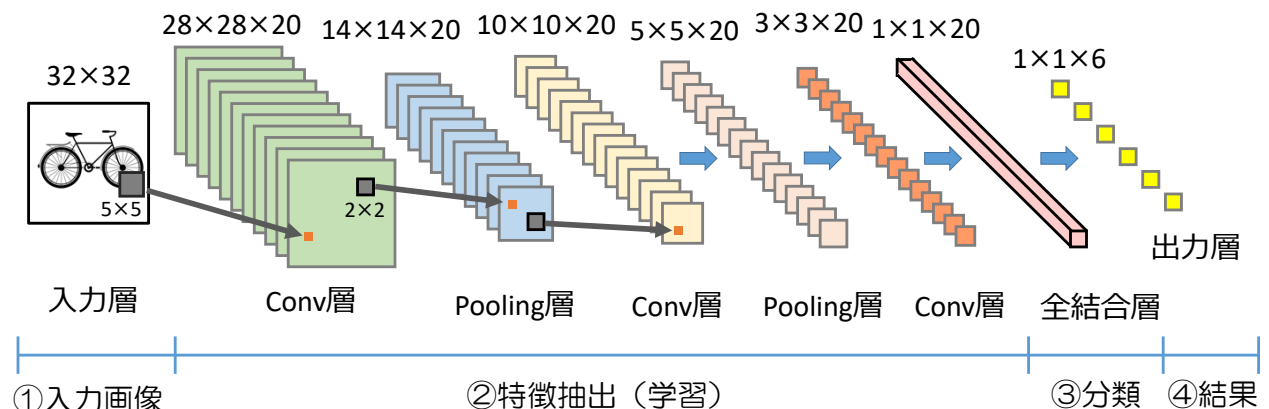 28×28×20
14×14×20
10×10×20
5×5×20
3×3×20
1×1×20
1×1×6
32×32
5×5
2×2
出力層
入力層
Conv層
Pooling層
Conv層
Pooling層
Conv層
全結合層
①入力画像
②特徴抽出（学習）
③分類
④結果